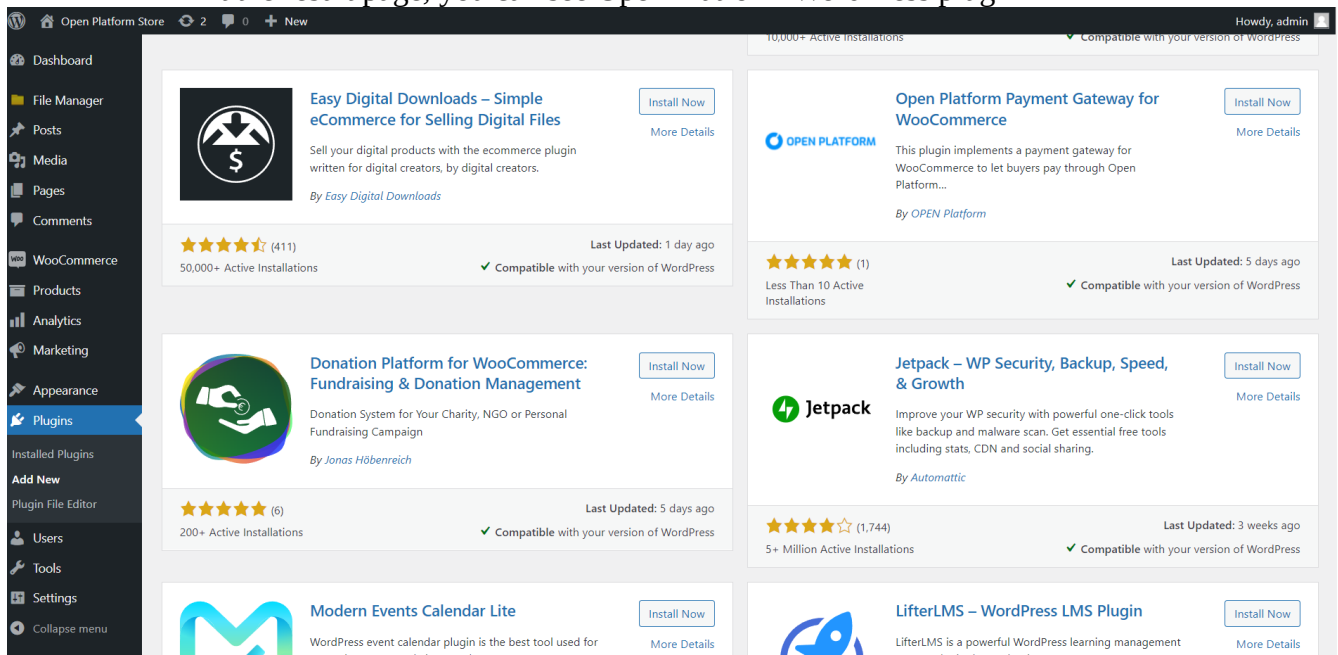 Open Platform Store 2 0 New Howdy, admin
Dashboard
File Manager
Posts
Media
Pages
Comments
WOO WooCommerce
Products
Analytics
Marketing
Appearance
Plugins
Installed Plugins
Add New
Plugin File Editor
Users
Tools
Settings
Collapse menu
10,000+ Active Installations Compatible with your version of WordPress
Easy Digital Downloads – Simple
eCommerce for Selling Digital Files
Sell your digital products with the ecommerce plugin
written for digital creators, by digital creators.
By Easy Digital Downloads
Install Now
More Details
(411)
50,000+ Active Installations
Last Updated: 1 day ago
Compatible with your version of WordPress
OPEN PLATFORM
Open Platform Payment Gateway for
WooCommerce
This plugin implements a payment gateway for
WooCommerce to let buyers pay through Open
Platform...
By OPEN Platform
Install Now
More Details
(1)
Less Than 10 Active
Installations
Last Updated: 5 days ago
Compatible with your version of WordPress
Donation Platform for WooCommerce:
Fundraising & Donation Management
Donation System for Your Charity, NGO or Personal
Fundraising Campaign
By Jonas Höbenreich
Install Now
More Details
(6)
200+ Active Installations
Last Updated: 5 days ago
Compatible with your version of WordPress
Jetpack
Jetpack – WP Security, Backup, Speed,
& Growth
Improve your WP security with powerful one-click tools
like backup and malware scan. Get essential free tools
including stats, CDN and social sharing.
By Automattic
Install Now
More Details
(1,744)
5+ Million Active Installations
Last Updated: 3 weeks ago
Compatible with your version of WordPress
Modern Events Calendar Lite
WordPress event calendar plugin is the best tool used for
Install Now
More Details
LifterLMS – WordPress LMS Plugin
LifterLMS is a powerful WordPress learning management
Install Now
More Details